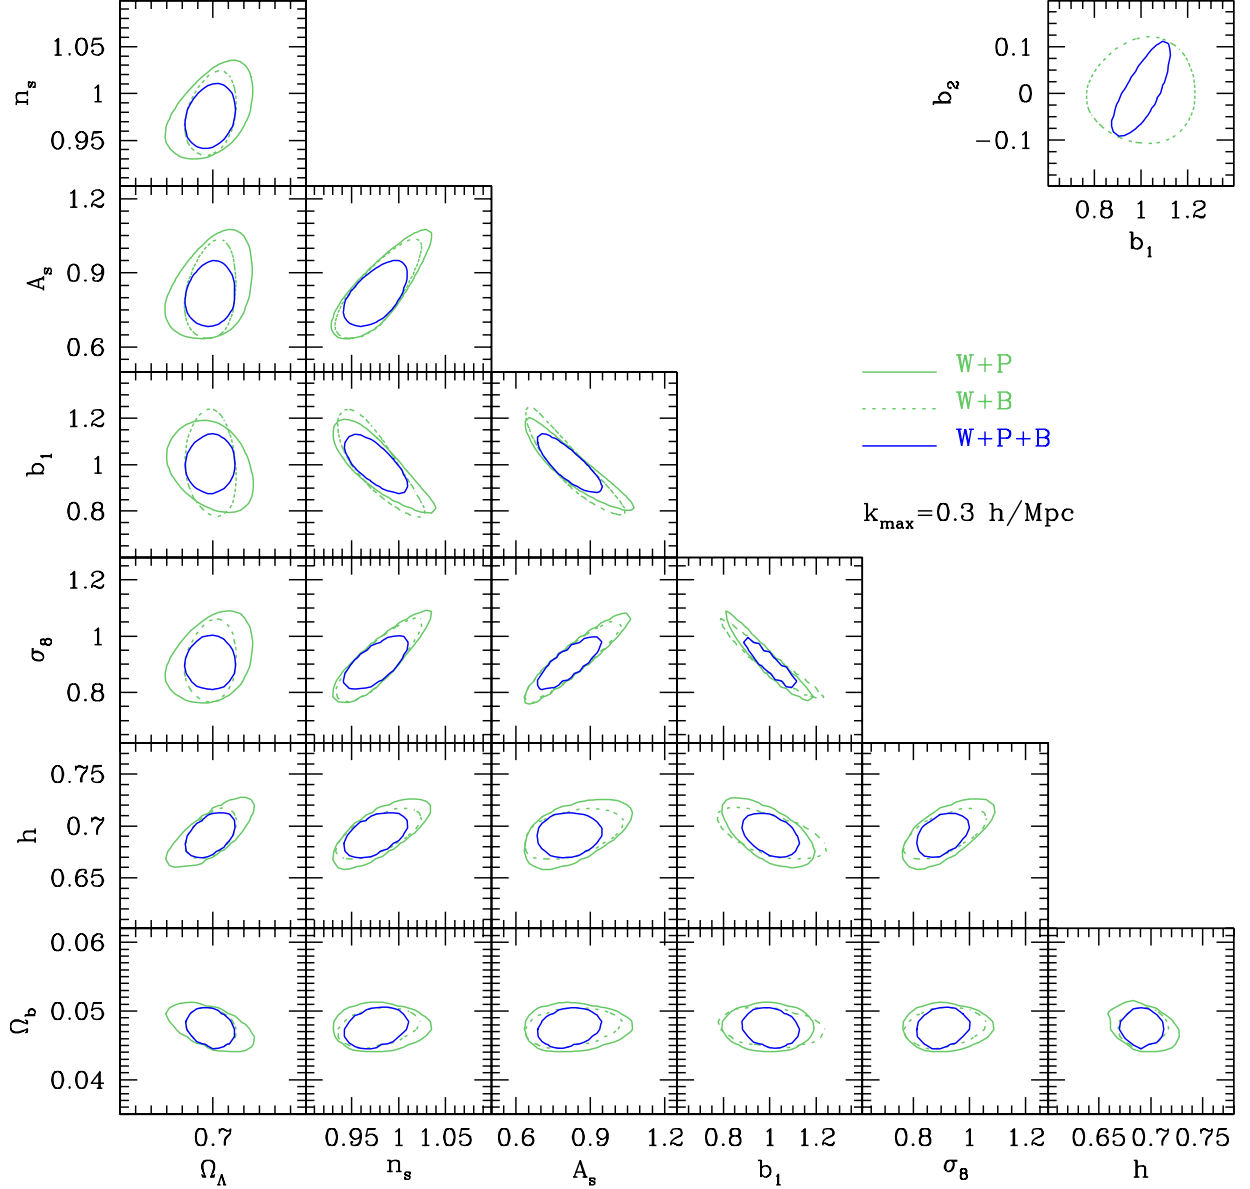 1.05
1
0.95
n_s
0.1
0
−0.1
b_2
0.8 1 1.2
b_1
1.2
0.9
0.6
A_s
W+P
W+B
W+P+B
1.2
1
0.8
b_1
k_max=0.3 h/Mpc
1.2
1
0.8
σ_8
0.75
0.7
0.65
h
0.06
0.05
0.04
Ω_b
0.7 0.95 1 1.05 0.6 0.9 1.2 0.8 1 1.2 0.8 1 1.2 0.65 0.7 0.75
Ω_Λ n_s A_s b_1 σ_8 h